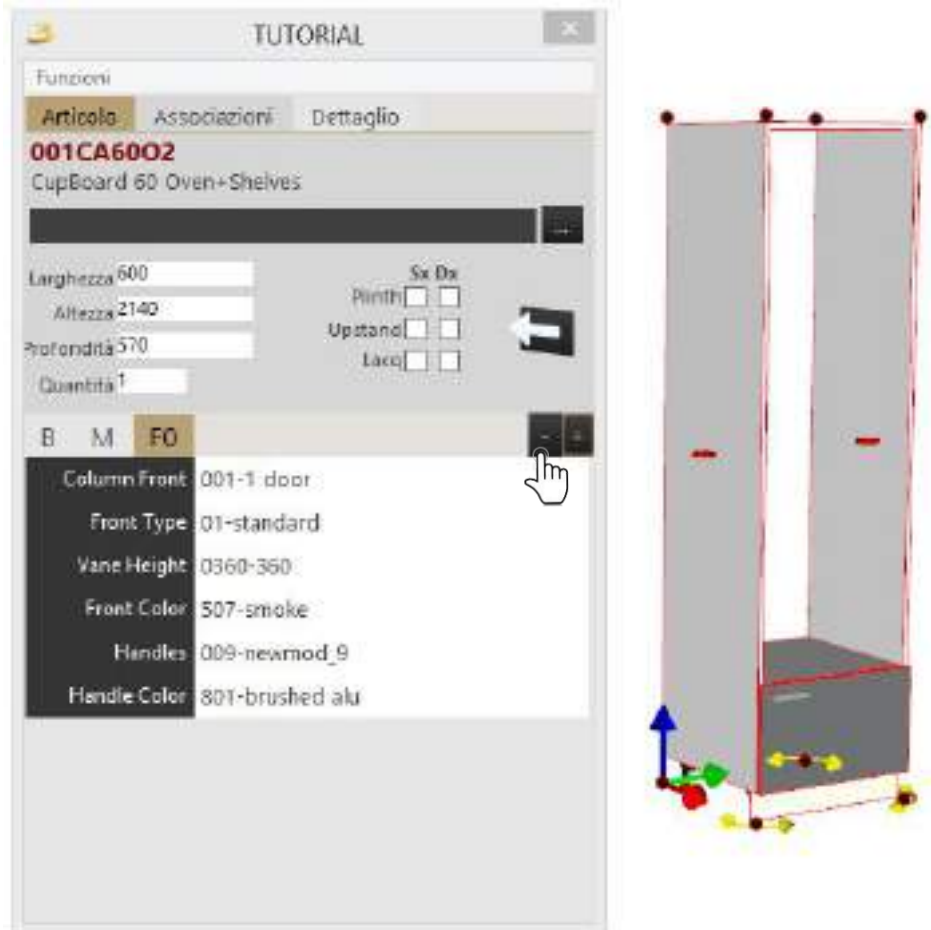 TUTORIAL
Funzioni
Articolo Associazioni Dettaglio
001CA60O2
CupBoard 60 Oven+Shelves
...
Larghezza 600
Altezza 2140
Profondità 570
Quantità 1
Sx Dx
Plinth
Upstand
Lacq
B M F0
- +
Column Front 001-1 door
Front Type 01-standard
Vane Height 0360-360
Front Color 507-smoke
Handles 009-newmod_9
Handle Color 801-brushed alu